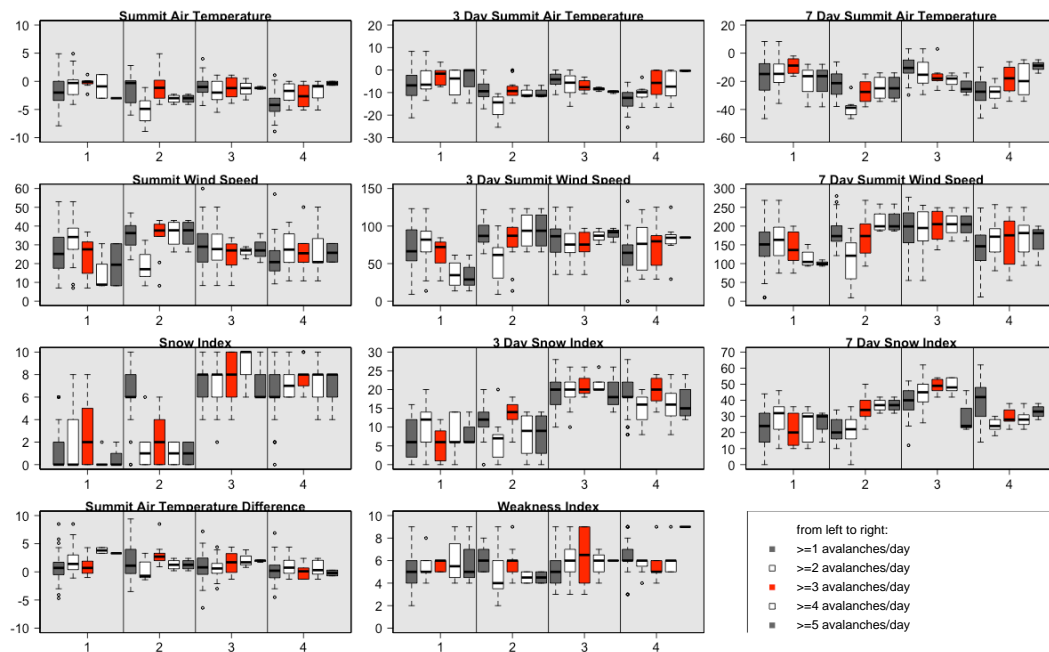 Summit Air Temperature
10
5
0
-5
-10
1 2 3 4
3 Day Summit Air Temperature
20
10
0
-10
-20
-30
1 2 3 4
7 Day Summit Air Temperature
20
0
-20
-40
-60
1 2 3 4
Summit Wind Speed
60
50
40
30
20
10
0
1 2 3 4
3 Day Summit Wind Speed
150
100
50
0
1 2 3 4
7 Day Summit Wind Speed
300
250
200
150
100
50
0
1 2 3 4
Snow Index
10
8
6
4
2
0
1 2 3 4
3 Day Snow Index
30
25
20
15
10
5
0
1 2 3 4
7 Day Snow Index
70
60
50
40
30
20
10
0
1 2 3 4
Summit Air Temperature Difference
10
5
0
-5
-10
1 2 3 4
Weakness Index
10
8
6
4
2
0
1 2 3 4
from left to right:
>=1 avalanches/day
>=2 avalanches/day
>=3 avalanches/day
>=4 avalanches/day
>=5 avalanches/day